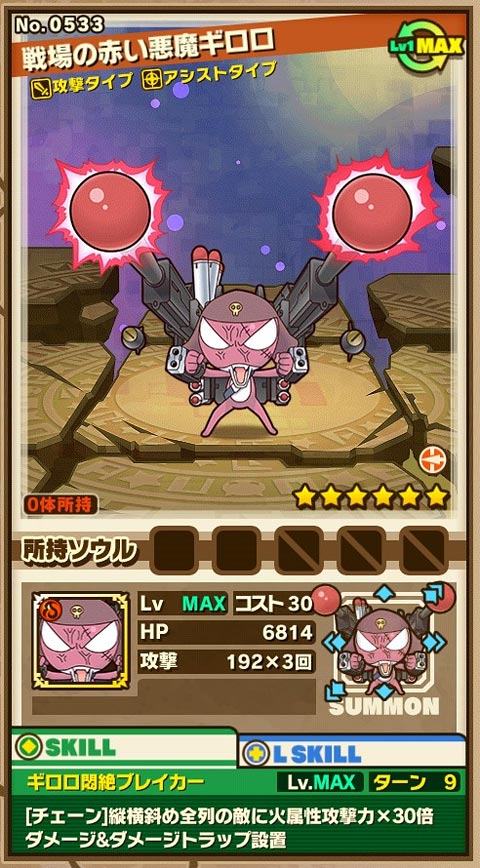 No.0533
戦場の赤い悪魔ギロロ
攻撃タイプ アシストタイプ
Lv1 MAX
0体所持
所持ソウル
Lv MAX コスト30
HP 6814
攻撃 192×3回
SUMMON
SKILL
L SKILL
ギロロ悶絶ブレイカー Lv.MAX ターン 9
[チェーン]縦横斜め全列の敵に火属性攻撃力×30倍
ダメージ&ダメージトラップ設置